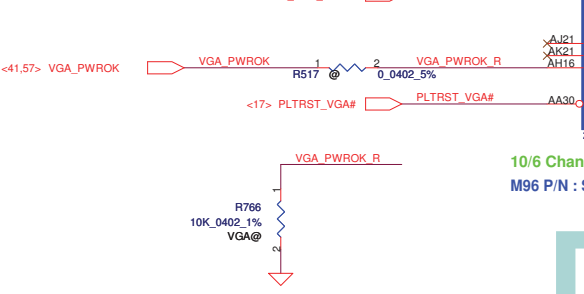 AJ21
AK21
<41,57> VGA_PWROK VGA_PWROK 1 2 VGA_PWROK_R AH16
R517 @ 0_0402_5%
<17> PLTRST_VGA# PLTRST_VGA# AA30
VGA_PWROK_R
10/6 Chan
M96 P/N :
1
R766
10K_0402_1%
VGA@
2